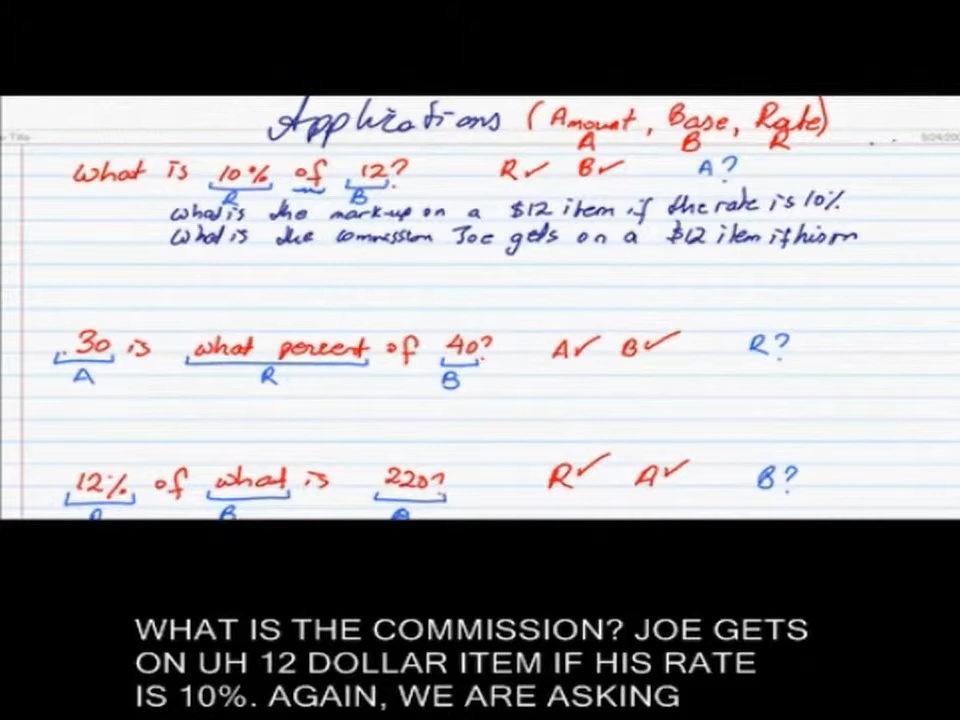 Applications (Amount, Base, Rate)
A B R
What is 10% of 12? R✓ B✓ A?
R B
What is the mark-up on a $12 item if the rate is 10%
What is the commission Joe gets on a $12 item if his
30 is what percent of 40? A✓ B✓ R?
A R B
12% of what is 220? R✓ A✓ B?
B
WHAT IS THE COMMISSION? JOE GETS
ON UH 12 DOLLAR ITEM IF HIS RATE
IS 10%. AGAIN, WE ARE ASKING